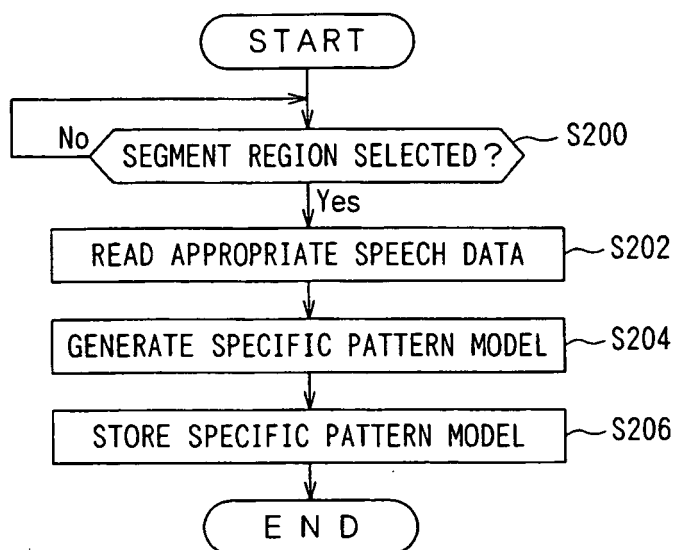 START
No
SEGMENT REGION SELECTED? S200
Yes
READ APPROPRIATE SPEECH DATA S202
GENERATE SPECIFIC PATTERN MODEL S204
STORE SPECIFIC PATTERN MODEL S206
END